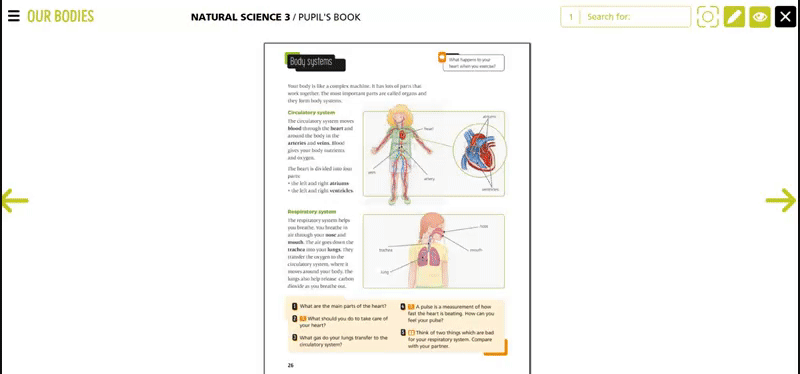 OUR BODIES
NATURAL SCIENCE 3 / PUPIL'S BOOK
1 Search for:
Body systems
What happens to your
heart when you exercise?
Your body is like a complex machine. It has lots of parts that
work together. The most important parts are called organs and
they form body systems.
Circulatory system
The circulatory system moves
blood through the heart and
around the body in the
arteries and veins. Blood
gives your body nutrients
and oxygen.
The heart is divided into four
parts
• the left and right atriums
• the left and right ventricles.
heart
vein
artery
atriums
ventricles
Respiratory system
The respiratory system helps
you breathe. You breathe in
air through your nose and
mouth. The air goes down the
trachea into your lungs. They
transfer the oxygen to the
circulatory system, where it
moves around your body. The
lungs also help release carbon
dioxide as you breathe out.
nose
mouth
trachea
lung
1 What are the main parts of the heart?
2 What should you do to take care of
your heart?
3 What gas do your lungs transfer to the
circulatory system?
4 A pulse is a measurement of how
fast the heart is beating. How can you
feel your pulse?
5 Think of two things which are bad
for your respiratory system. Compare
with your partner.
26